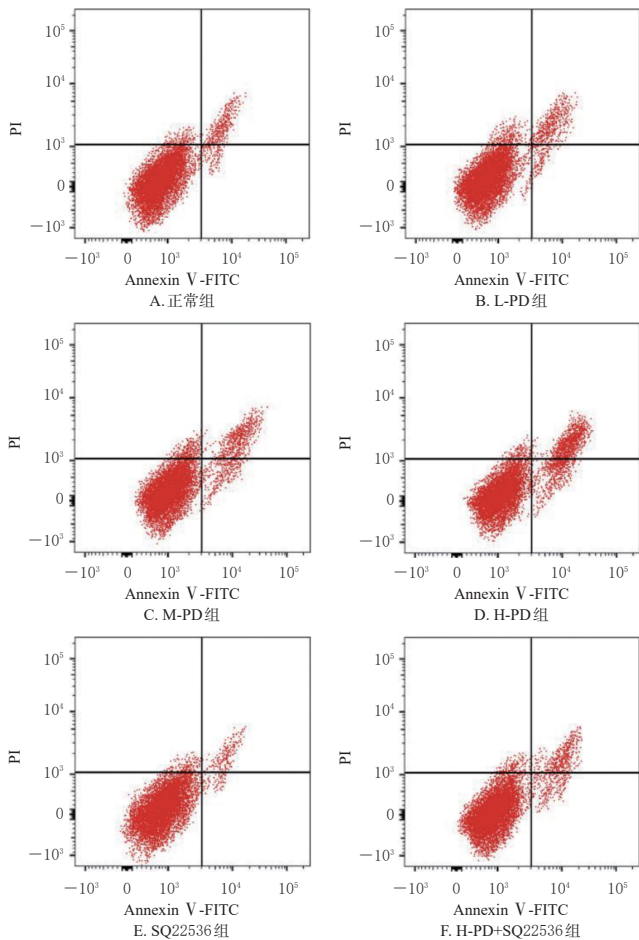 10⁵
10⁴
10³
0
−10³
PI
−10³ 0 10³ 10⁴ 10⁵
Annexin Ⅴ-FITC
A. 正常组
10⁵
10⁴
10³
0
−10³
PI
−10³ 0 10³ 10⁴ 10⁵
Annexin Ⅴ-FITC
B. L-PD组
10⁵
10⁴
10³
0
−10³
PI
−10³ 0 10³ 10⁴ 10⁵
Annexin Ⅴ-FITC
C. M-PD组
10⁵
10⁴
10³
0
−10³
PI
−10³ 0 10³ 10⁴ 10⁵
Annexin Ⅴ-FITC
D. H-PD组
10⁵
10⁴
10³
0
−10³
PI
−10³ 0 10³ 10⁴ 10⁵
Annexin Ⅴ-FITC
E. SQ22536组
10⁵
10⁴
10³
0
−10³
PI
−10³ 0 10³ 10⁴ 10⁵
Annexin Ⅴ-FITC
F. H-PD+SQ22536组